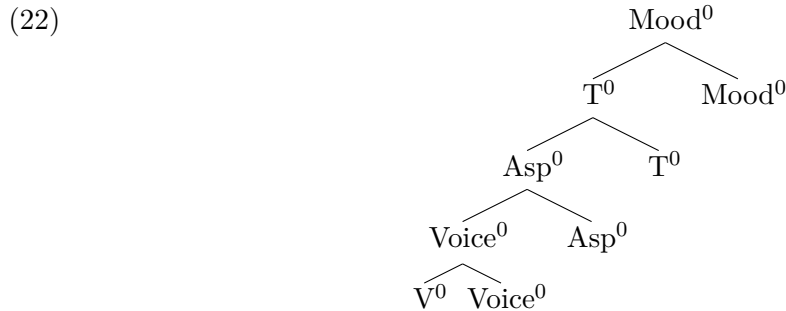 (22) Mood⁰
T⁰ Mood⁰
Asp⁰ T⁰
Voice⁰ Asp⁰
V⁰ Voice⁰